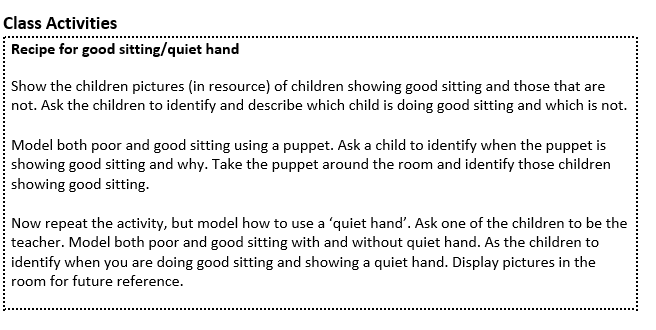 Class Activities
Recipe for good sitting/quiet hand
Show the children pictures (in resource) of children showing good sitting and those that are
not. Ask the children to identify and describe which child is doing good sitting and which is not.
Model both poor and good sitting using a puppet. Ask a child to identify when the puppet is
showing good sitting and why. Take the puppet around the room and identify those children
showing good sitting.
Now repeat the activity, but model how to use a ‘quiet hand’. Ask one of the children to be the
teacher. Model both poor and good sitting with and without quiet hand. As the children to
identify when you are doing good sitting and showing a quiet hand. Display pictures in the
room for future reference.